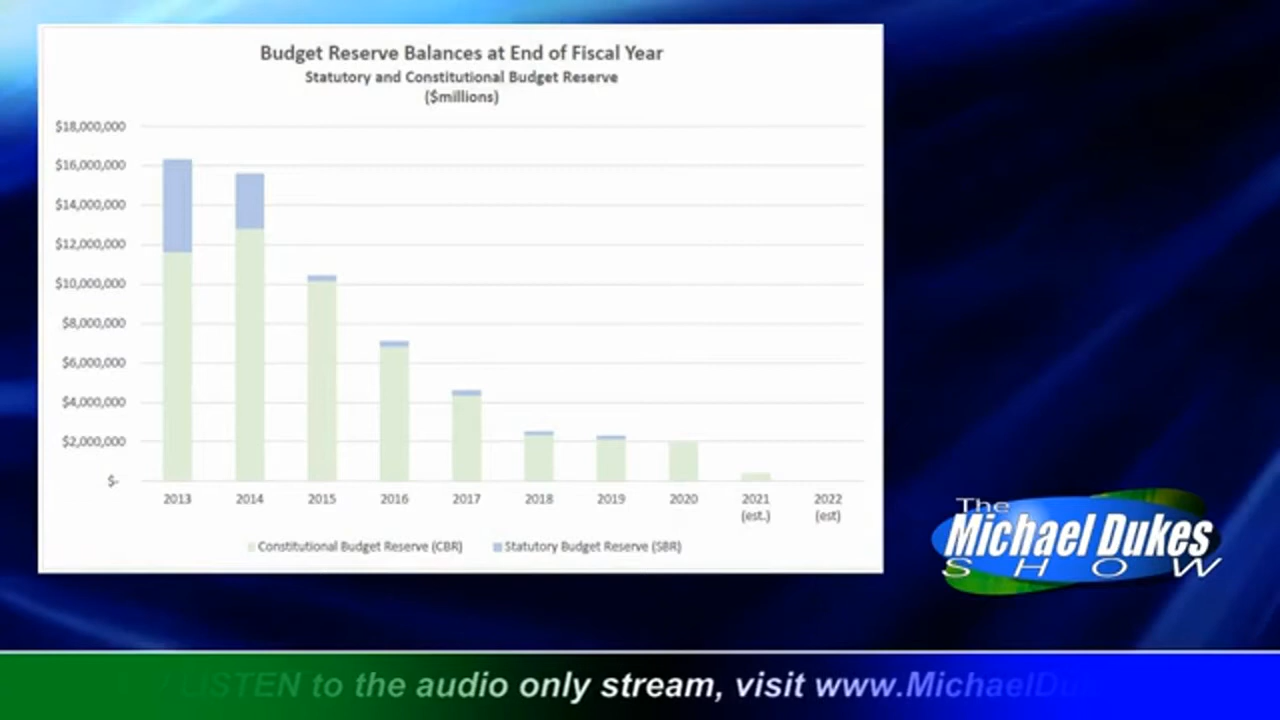 Budget Reserve Balances at End of Fiscal Year
Statutory and Constitutional Budget Reserve
($millions)
$18,000,000
$16,000,000
$14,000,000
$12,000,000
$10,000,000
$8,000,000
$6,000,000
$4,000,000
$2,000,000
$-
2013 2014 2015 2016 2017 2018 2019 2020 2021 2022
(est.) (est)
Constitutional Budget Reserve (CBR) Statutory Budget Reserve (SBR)
The
Michael Dukes
SHOW
LISTEN to the audio only stream, visit www.MichaelDuk